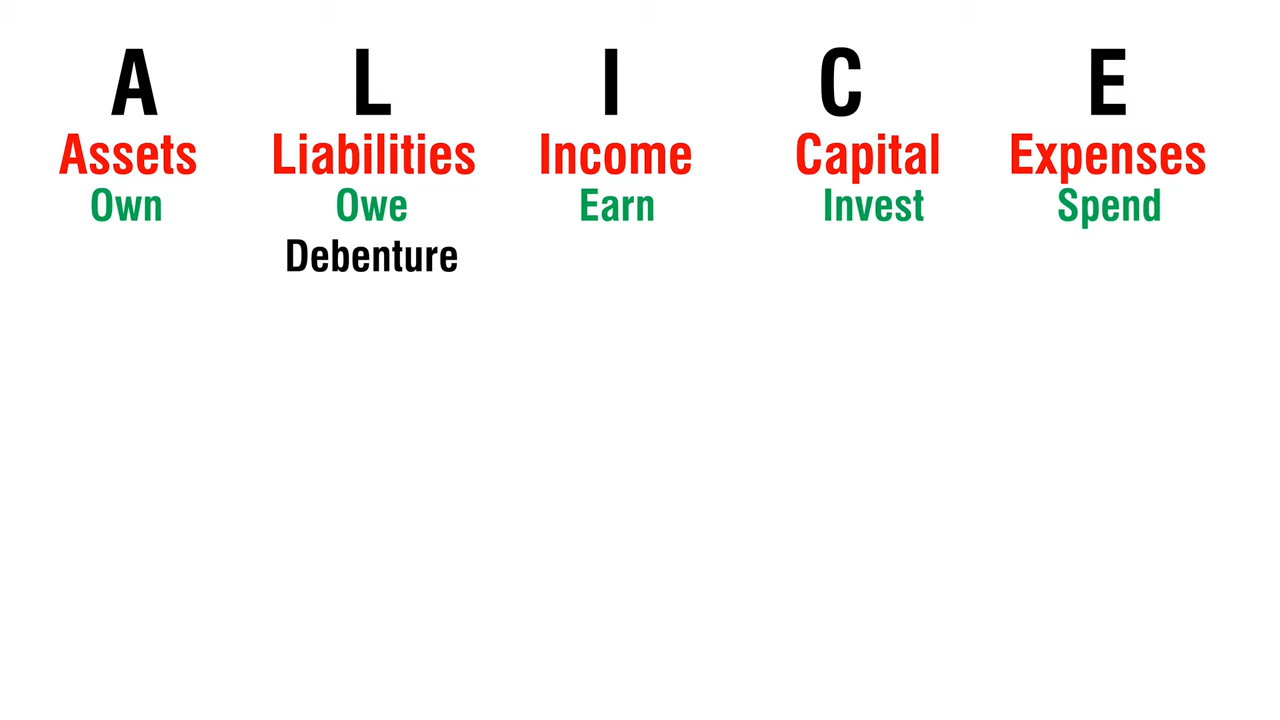 A L I C E
Assets Liabilities Income Capital Expenses
Own Owe Earn Invest Spend
Debenture